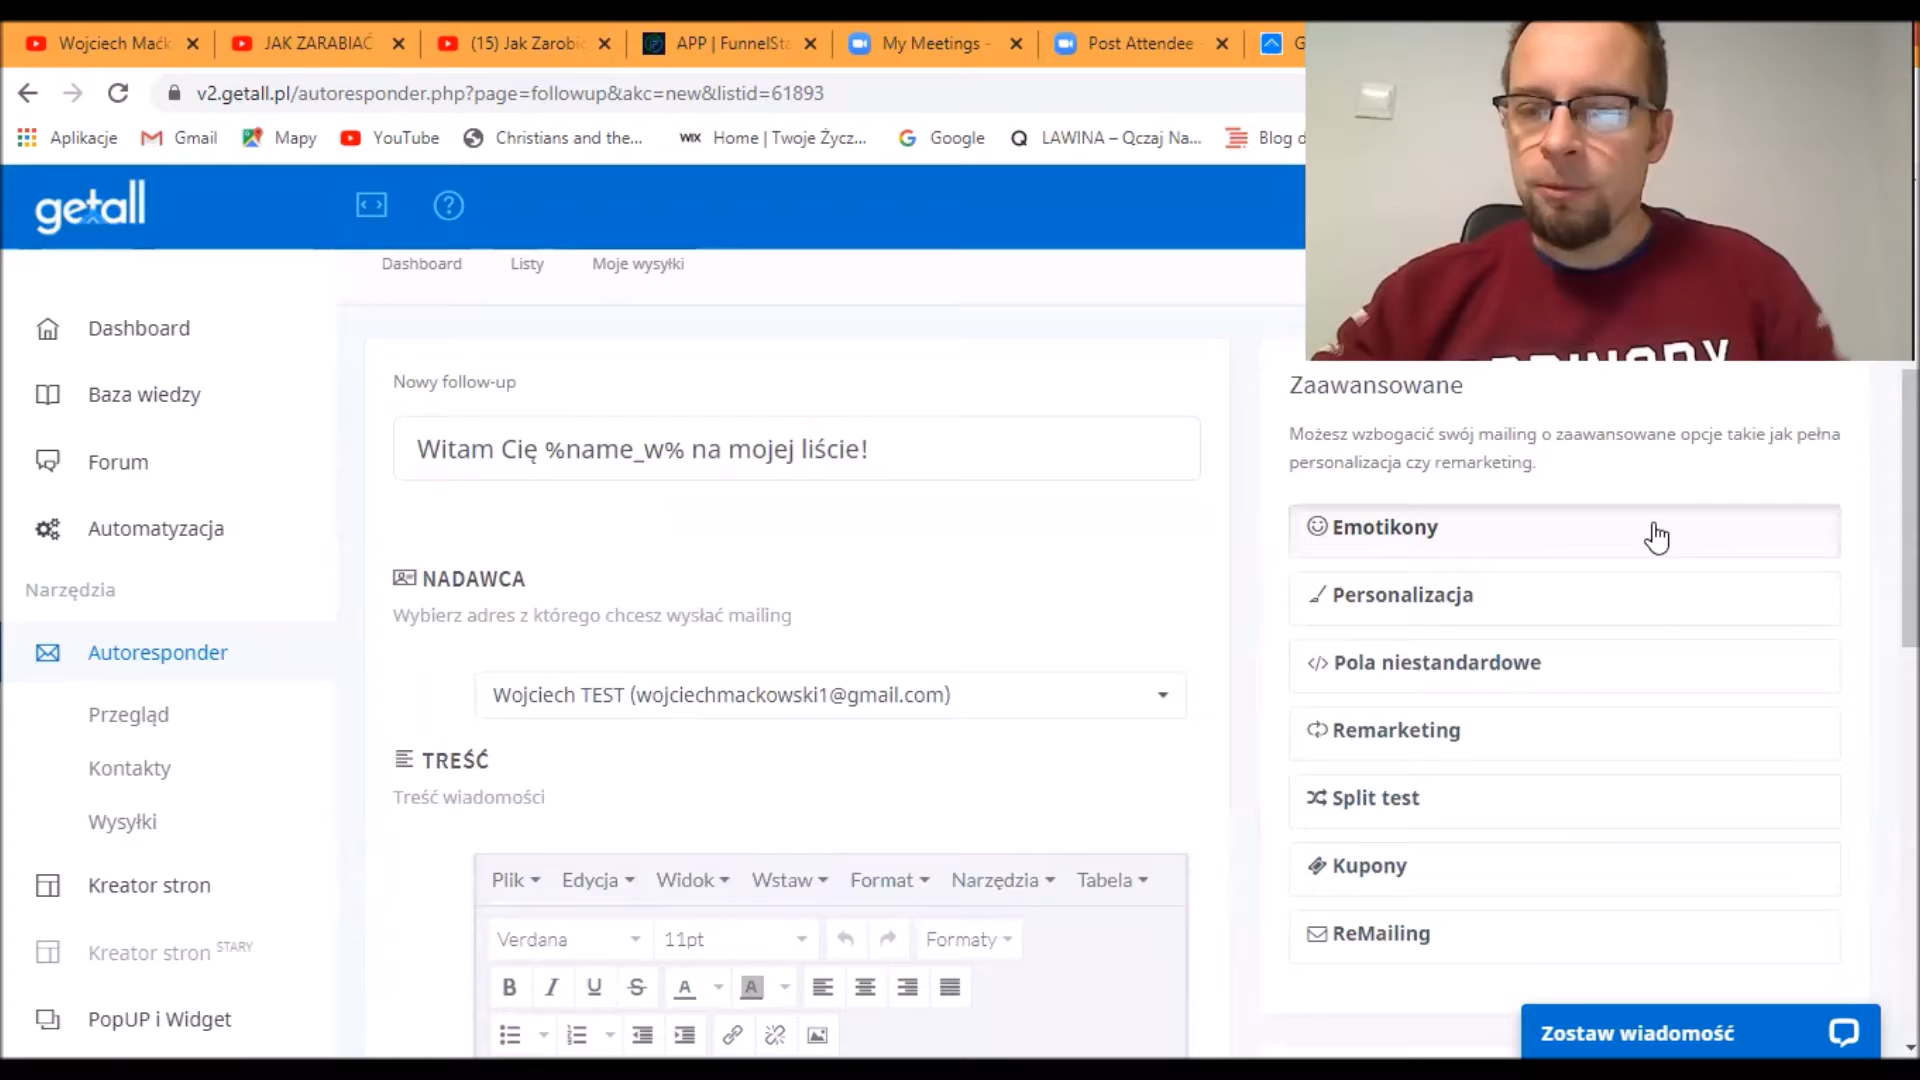 Wojciech Maćk
JAK ZARABIAĆ
(15) Jak Zarobic
APP | FunnelSta
My Meetings -
Post Attendee
G
v2.getall.pl/autoresponder.php?page=followup&akc=new&listid=61893
Aplikacje
Gmail
Mapy
YouTube
Christians and the...
WIX Home | Twoje Życz...
Google
LAWINA – Qczaj Na...
Blog d
getall
Dashboard
Listy
Moje wysyłki
Dashboard
Baza wiedzy
Forum
Automatyzacja
Narzędzia
Autoresponder
Przegląd
Kontakty
Wysyłki
Kreator stron
Kreator stron STARY
PopUP i Widget
Nowy follow-up
Witam Cię %name_w% na mojej liście!
NADAWCA
Wybierz adres z którego chcesz wysłać mailing
Wojciech TEST (wojciechmackowski1@gmail.com)
TREŚĆ
Treść wiadomości
Plik
Edycja
Widok
Wstaw
Format
Narzędzia
Tabela
Verdana
11pt
Formaty
B I U S A A
Zaawansowane
Możesz wzbogacić swój mailing o zaawansowane opcje takie jak pełna
personalizacja czy remarketing.
Emotikony
Personalizacja
Pola niestandardowe
Remarketing
Split test
Kupony
ReMailing
Zostaw wiadomość